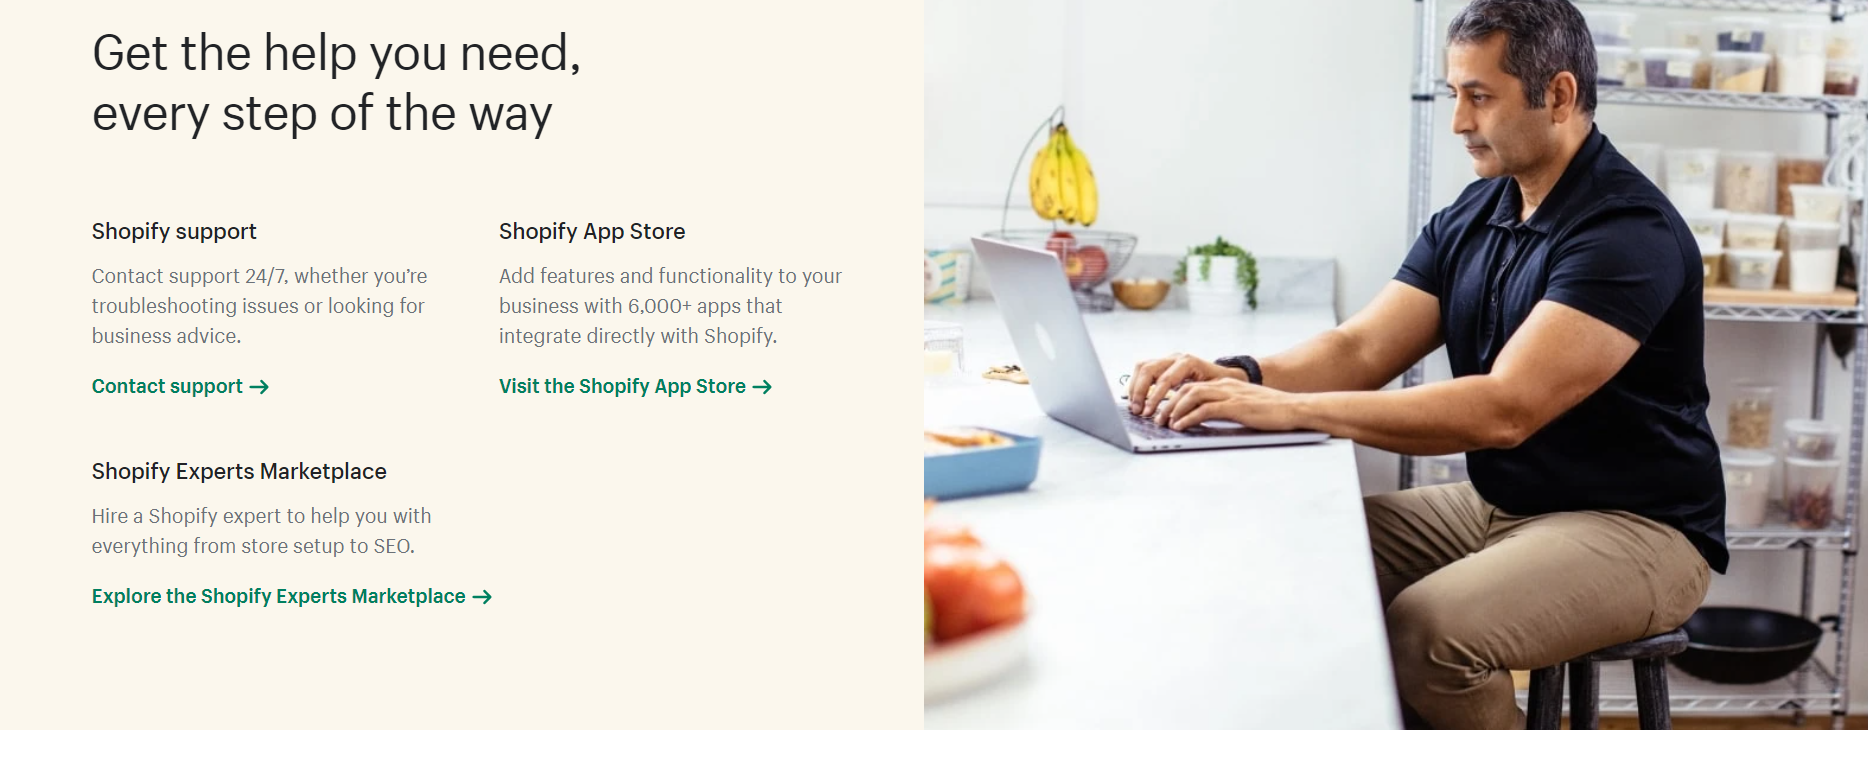 Get the help you need,
every step of the way
Shopify support
Contact support 24/7, whether you’re
troubleshooting issues or looking for
business advice.
Contact support →
Shopify App Store
Add features and functionality to your
business with 6,000+ apps that
integrate directly with Shopify.
Visit the Shopify App Store →
Shopify Experts Marketplace
Hire a Shopify expert to help you with
everything from store setup to SEO.
Explore the Shopify Experts Marketplace →